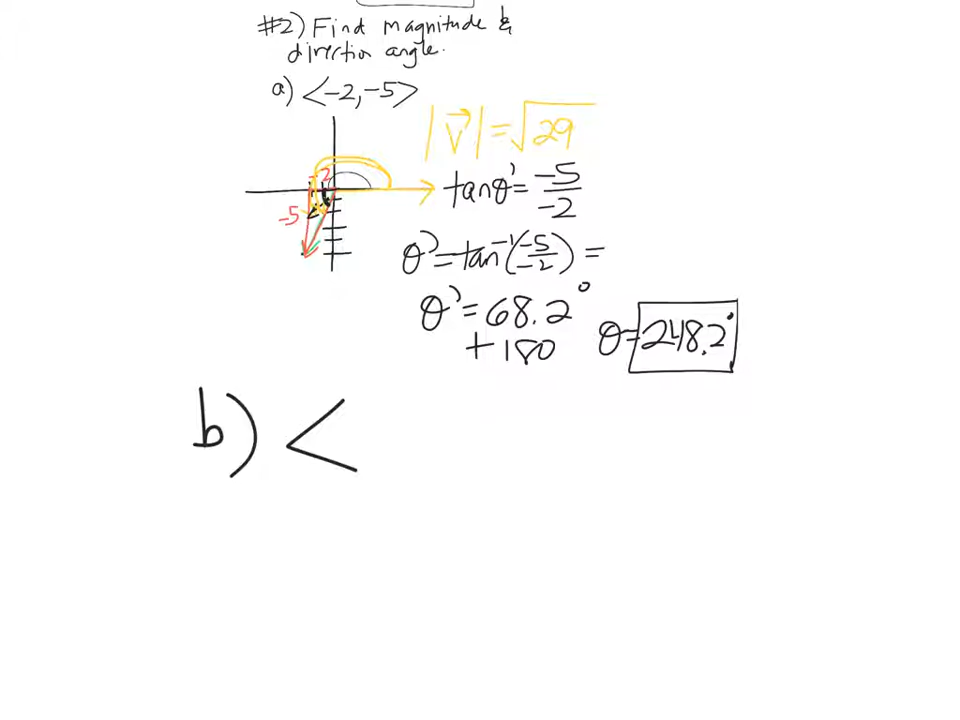 #2) Find magnitude &
direction angle.
a) <-2, -5>
|v⃗| = √29
-2
-5
tanθ' = -5/-2
θ' = tan⁻¹(-5/-2) =
θ' = 68.2°
+180
θ = 248.2°
b) <